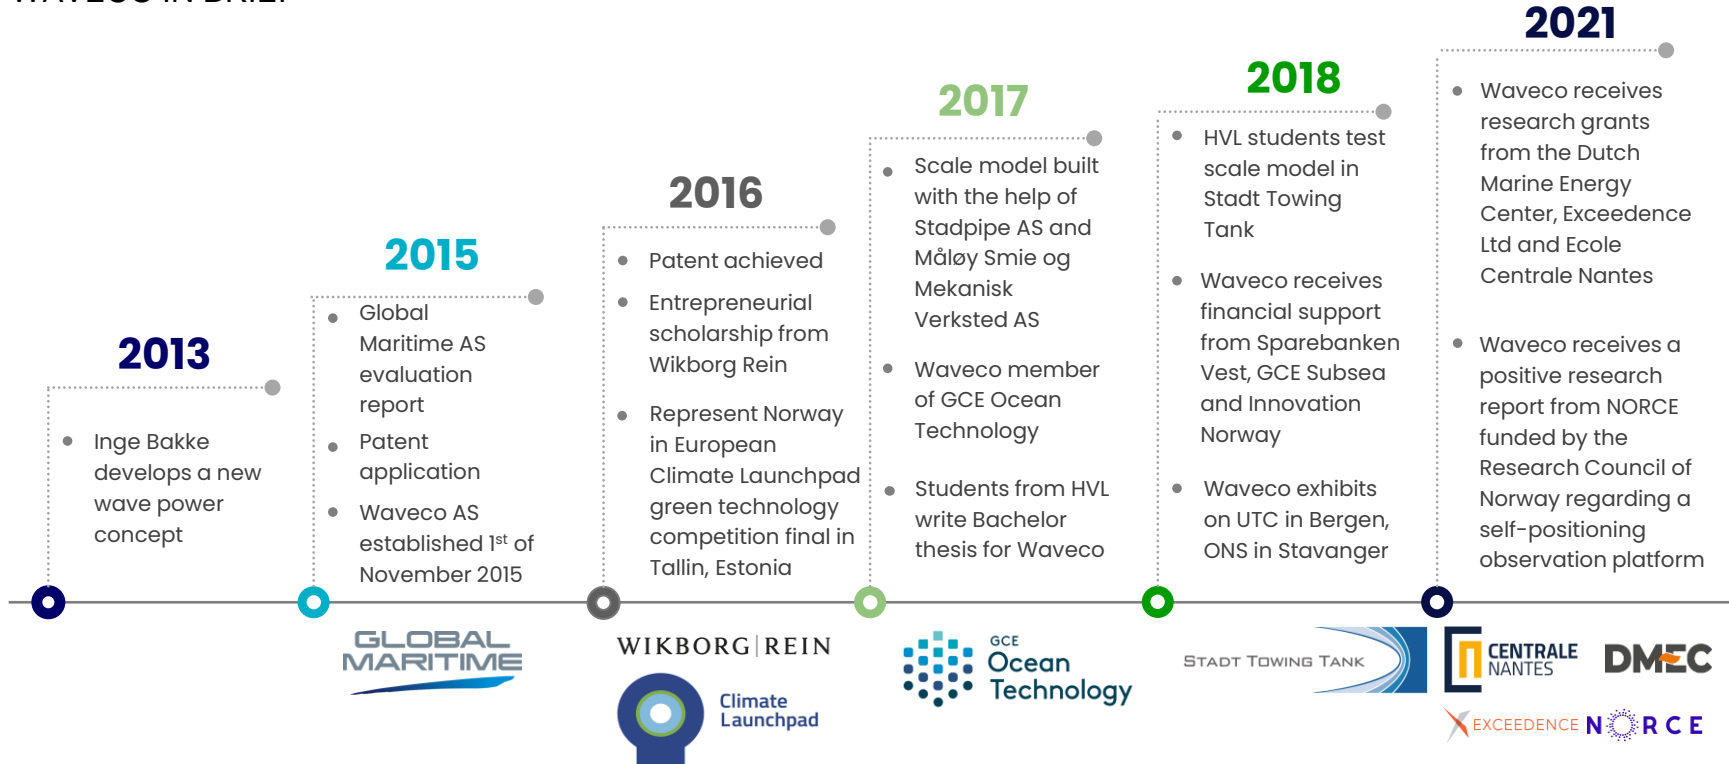 WAVECO IN BRIEF
2013
Inge Bakke
develops a new
wave power
concept
2015
Global
Maritime AS
evaluation
report
Patent
application
Waveco AS
established 1st of
November 2015
2016
Patent achieved
Entrepreneurial
scholarship from
Wikborg Rein
Represent Norway
in European
Climate Launchpad
green technology
competition final in
Tallin, Estonia
2017
Scale model built
with the help of
Stadpipe AS and
Måløy Smie og
Mekanisk
Verksted AS
Waveco member
of GCE Ocean
Technology
Students from HVL
write Bachelor
thesis for Waveco
2018
HVL students test
scale model in
Stadt Towing
Tank
Waveco receives
financial support
from Sparebanken
Vest, GCE Subsea
and Innovation
Norway
Waveco exhibits
on UTC in Bergen,
ONS in Stavanger
2021
Waveco receives
research grants
from the Dutch
Marine Energy
Center, Exceedence
Ltd and Ecole
Centrale Nantes
Waveco receives a
positive research
report from NORCE
funded by the
Research Council of
Norway regarding a
self-positioning
observation platform
GLOBAL
MARITIME
WIKBORG|REIN
Climate
Launchpad
GCE
Ocean
Technology
STADT TOWING TANK
CENTRALE
NANTES
DMEC
EXCEEDENCE
NORCE